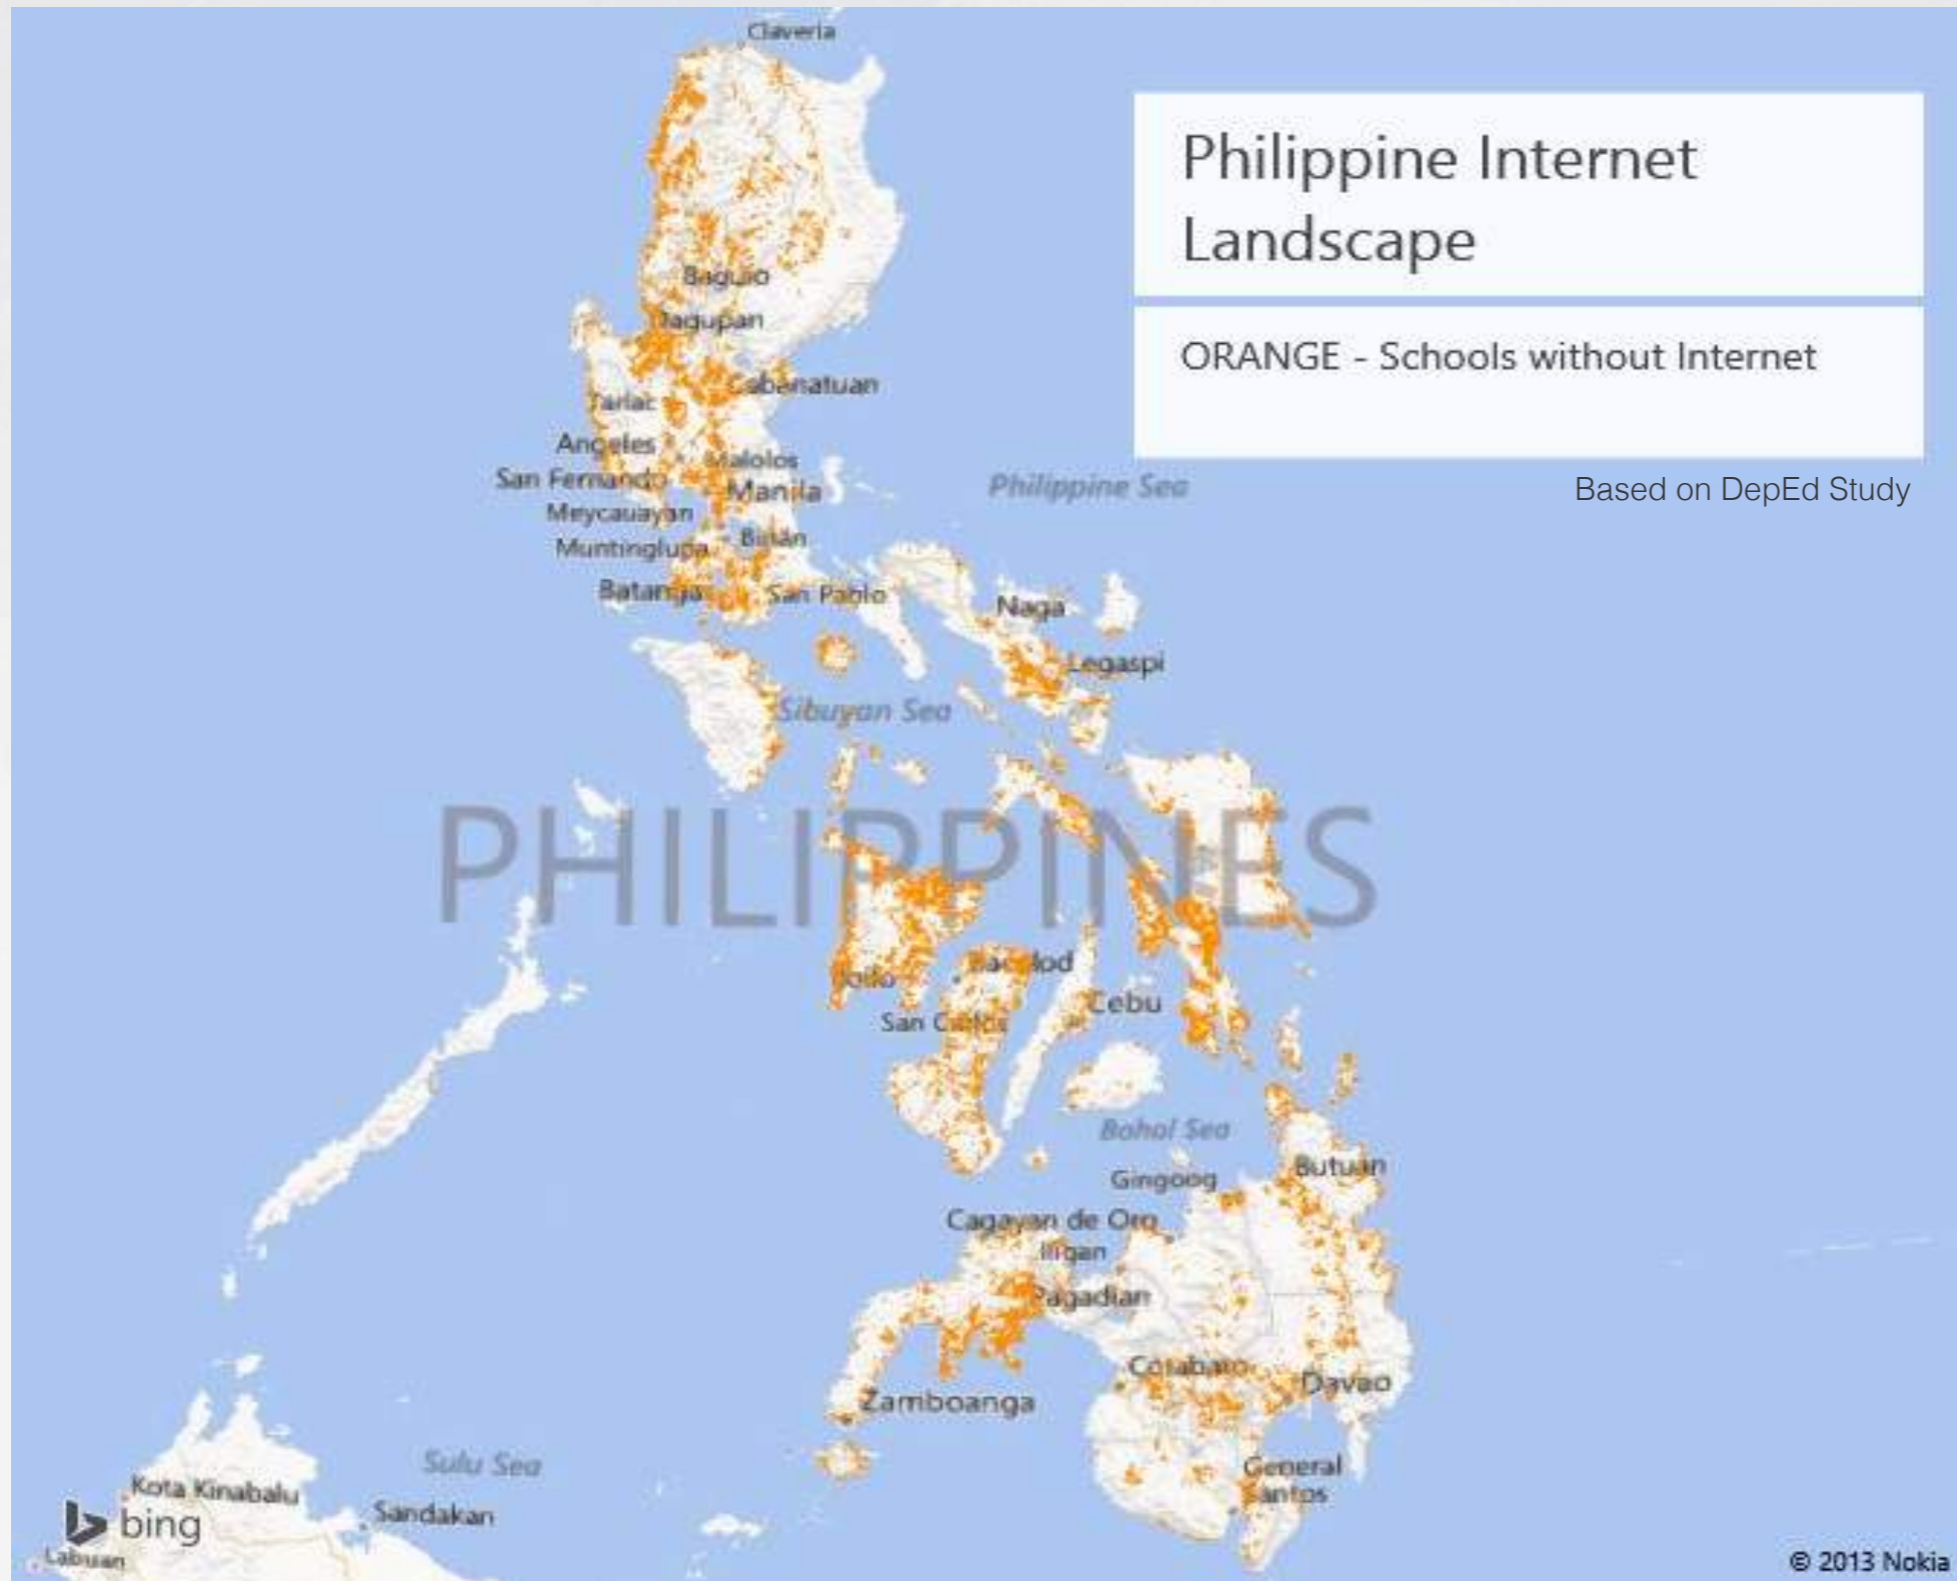 Claveria
Philippine Internet
Landscape
ORANGE - Schools without Internet
Based on DepEd Study
Baguio
Dagupan
Cabanatuan
Tarlac
Angeles
Malolos
San Fernando
Manila
Philippine Sea
Meycauayan
Biñan
Muntinglupa
Batangas
San Pablo
Naga
Legaspi
Sibuyan Sea
PHILIPPINES
Bacolod
Iloilo
Cebu
San Carlos
Bohol Sea
Butuan
Gingoog
Cagayan de Oro
Iligan
Pagadian
Cotabato
Davao
Zamboanga
Sulu Sea
General
Santos
Kota Kinabalu
Sandakan
bing
Labuan
© 2013 Nokia